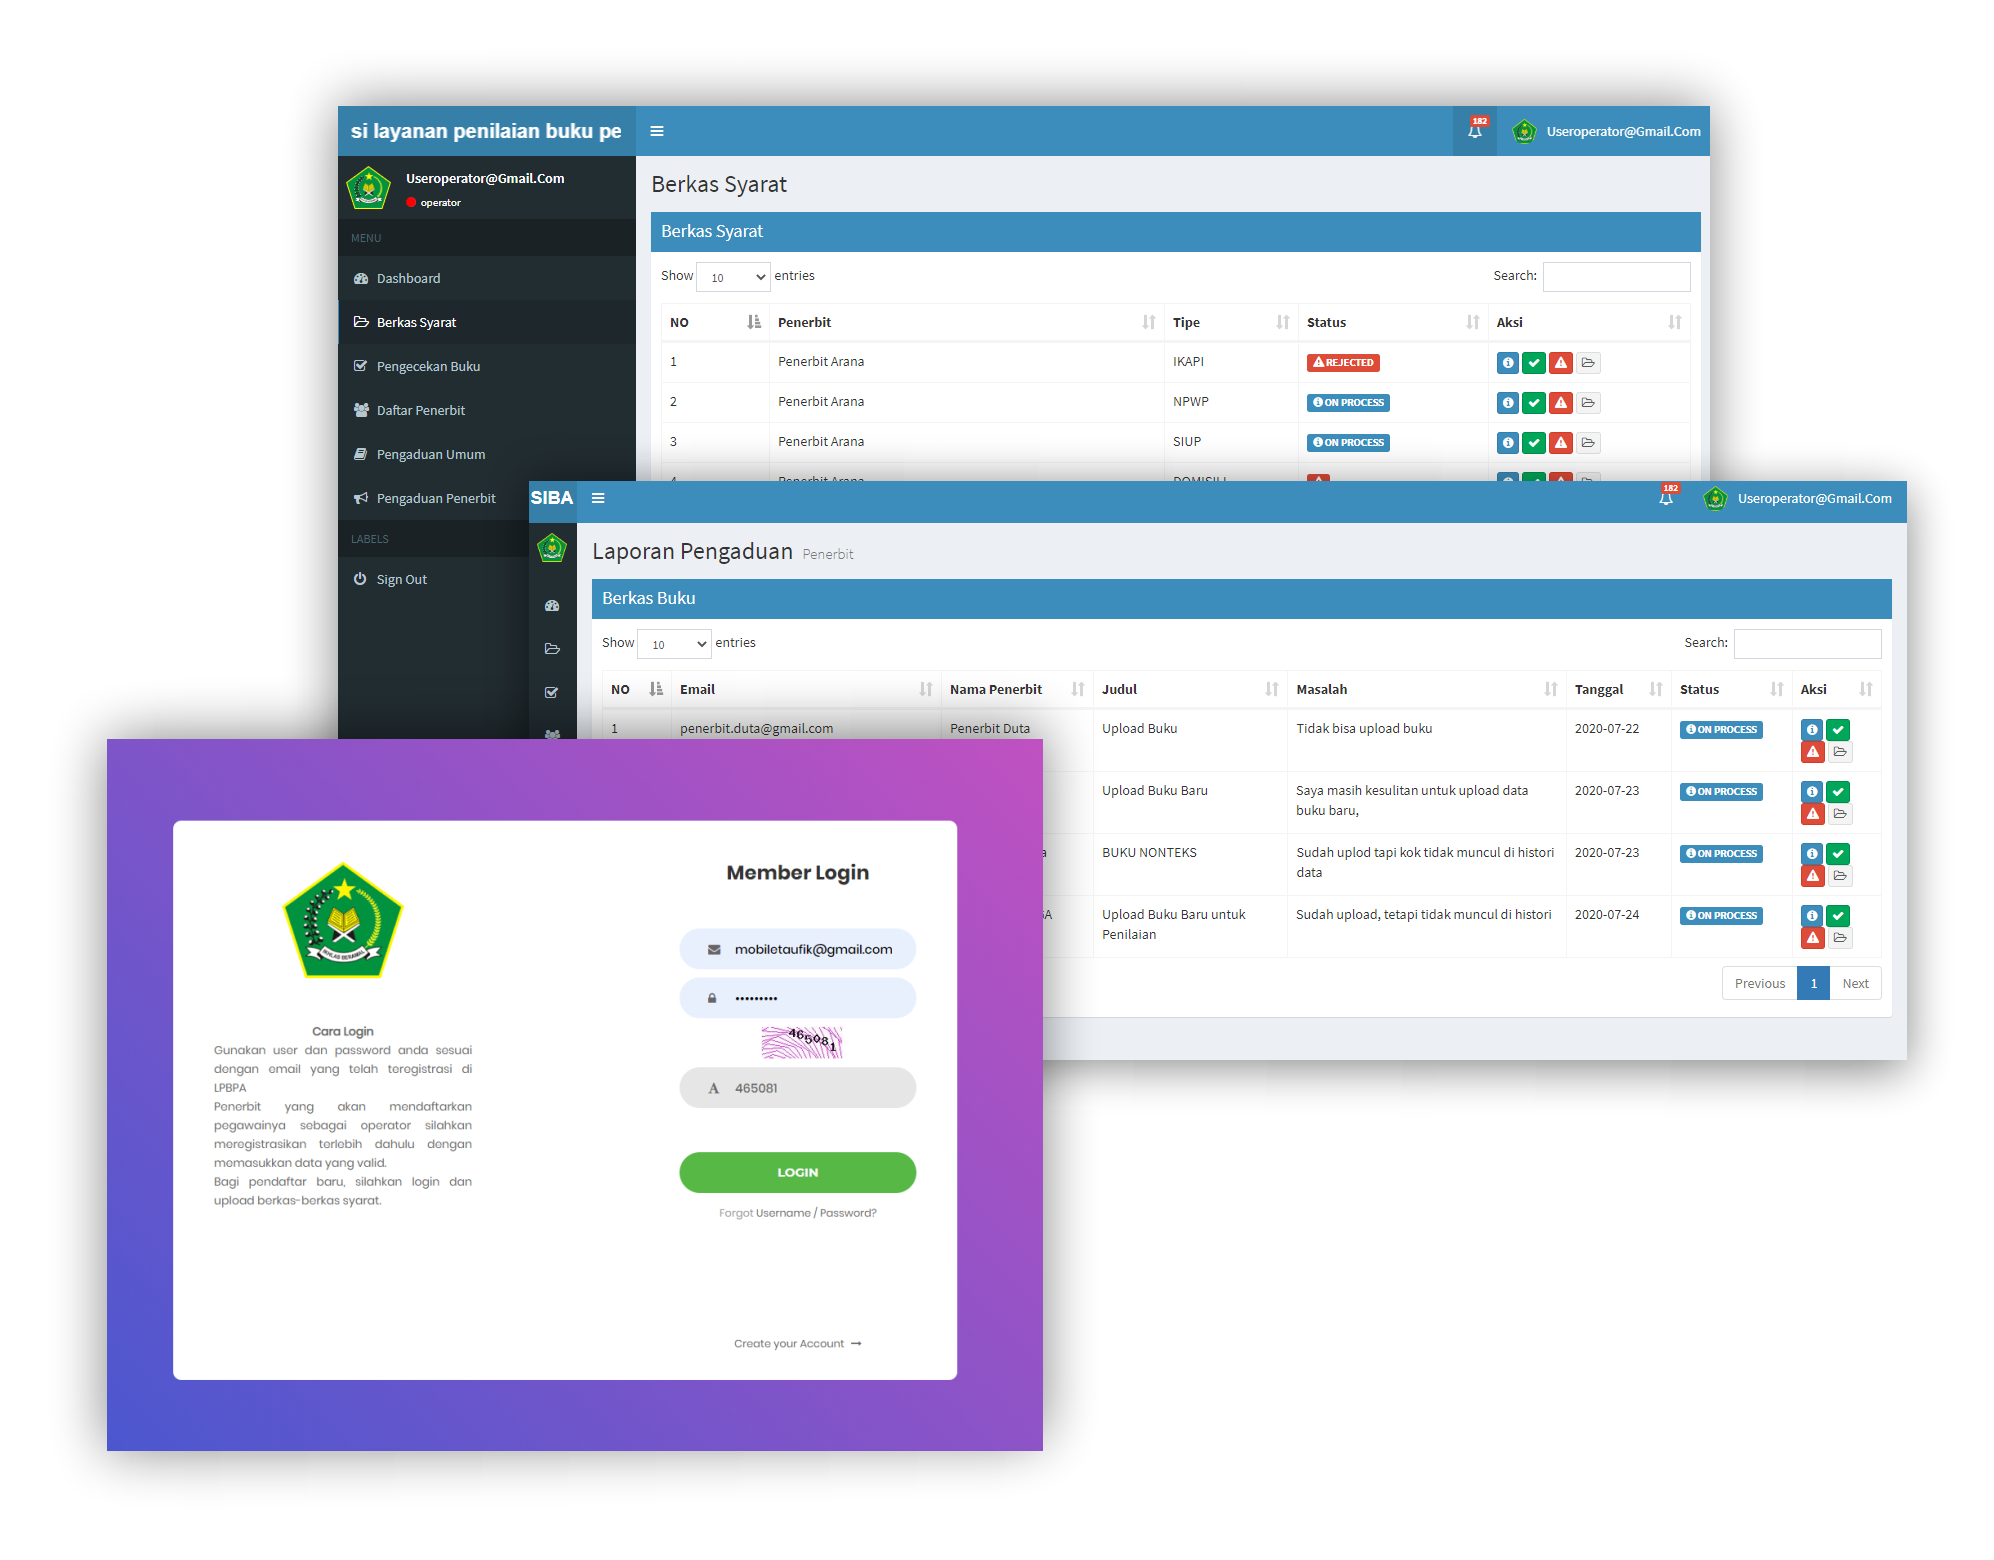 si layanan penilaian buku pe
182
Useroperator@Gmail.Com
Useroperator@Gmail.Com
operator
MENU
Dashboard
Berkas Syarat
Pengecekan Buku
Daftar Penerbit
Pengaduan Umum
Pengaduan Penerbit
LABELS
Sign Out
Berkas Syarat
Berkas Syarat
Show 10 entries
Search:
NO Penerbit Tipe Status Aksi
1 Penerbit Arana IKAPI REJECTED
2 Penerbit Arana NPWP ON PROCESS
3 Penerbit Arana SIUP ON PROCESS
SIBA
182
Useroperator@Gmail.Com
Laporan Pengaduan Penerbit
Berkas Buku
Show 10 entries
Search:
NO Email Nama Penerbit Judul Masalah Tanggal Status Aksi
1 penerbit.duta@gmail.com Penerbit Duta Upload Buku Tidak bisa upload buku 2020-07-22 ON PROCESS
Upload Buku Baru Saya masih kesulitan untuk upload data 2020-07-23 ON PROCESS
buku baru,
BUKU NONTEKS Sudah uplod tapi kok tidak muncul di histori 2020-07-23 ON PROCESS
data
Upload Buku Baru untuk Sudah upload, tetapi tidak muncul di histori 2020-07-24 ON PROCESS
Penilaian
Previous 1 Next
IKHLAS BERAMAL
Cara Login
Gunakan user dan password anda sesuai
dengan email yang telah teregistrasi di
LPBPA
Penerbit yang akan mendaftarkan
pegawainya sebagai operator silahkan
meregistrasikan terlebih dahulu dengan
memasukkan data yang valid.
Bagi pendaftar baru, silahkan login dan
upload berkas-berkas syarat.
Member Login
mobiletaufik@gmail.com
465081
465081
LOGIN
Forgot Username / Password?
Create your Account